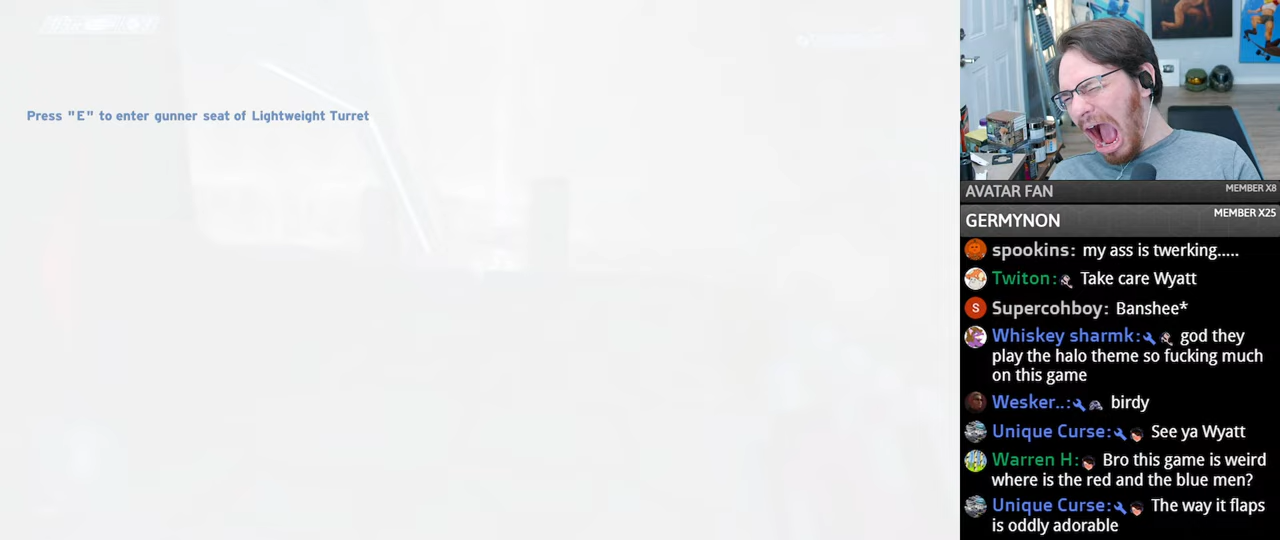 Press "E" to enter gunner seat of Lightweight Turret
AVATAR FAN
MEMBER X8
GERMYNON
MEMBER X25
spookins: my ass is twerking.....
Twiton: Take care Wyatt
S
Supercohboy: Banshee*
Whiskey sharmk: god they
play the halo theme so fucking much
on this game
Wesker..: birdy
Unique Curse: See ya Wyatt
Warren H: Bro this game is weird
where is the red and the blue men?
Unique Curse: The way it flaps
is oddly adorable